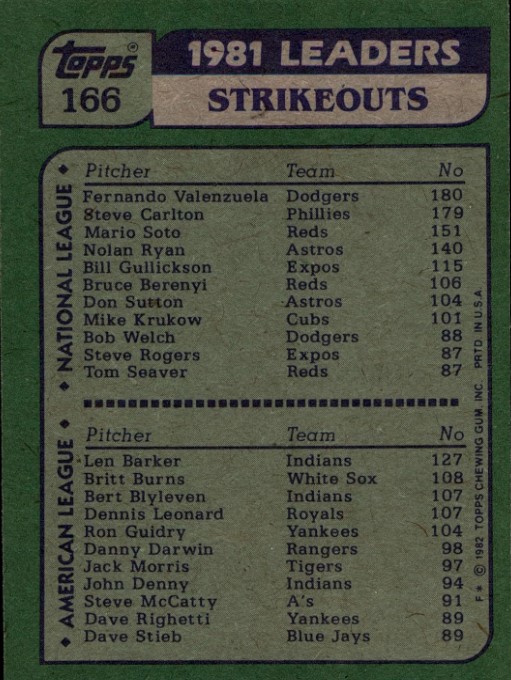 Topps®
166
1981 LEADERS
STRIKEOUTS
NATIONAL LEAGUE
Pitcher Team No
Fernando Valenzuela Dodgers 180
Steve Carlton Phillies 179
Mario Soto Reds 151
Nolan Ryan Astros 140
Bill Gullickson Expos 115
Bruce Berenyi Reds 106
Don Sutton Astros 104
Mike Krukow Cubs 101
Bob Welch Dodgers 88
Steve Rogers Expos 87
Tom Seaver Reds 87
AMERICAN LEAGUE
Pitcher Team No
Len Barker Indians 127
Britt Burns White Sox 108
Bert Blyleven Indians 107
Dennis Leonard Royals 107
Ron Guidry Yankees 104
Danny Darwin Rangers 98
Jack Morris Tigers 97
John Denny Indians 94
Steve McCatty A's 91
Dave Righetti Yankees 89
Dave Stieb Blue Jays 89
F* © 1982 TOPPS CHEWING GUM. INC. PRTD. IN U.S.A.